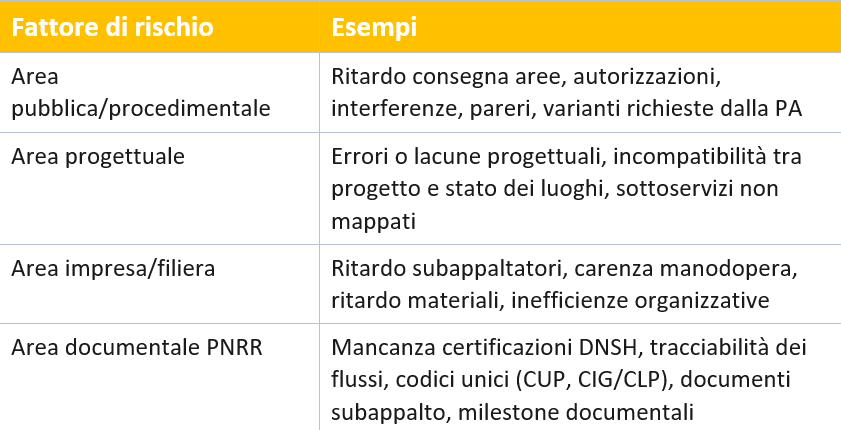 Fattore di rischio
Esempi
Area
pubblica/procedimentale
Ritardo consegna aree, autorizzazioni,
interferenze, pareri, varianti richieste dalla PA
Area progettuale
Errori o lacune progettuali, incompatibilità tra
progetto e stato dei luoghi, sottoservizi non
mappati
Area impresa/filiera
Ritardo subappaltatori, carenza manodopera,
ritardo materiali, inefficienze organizzative
Area documentale PNRR
Mancanza certificazioni DNSH, tracciabilità dei
flussi, codici unici (CUP, CIG/CLP), documenti
subappalto, milestone documentali